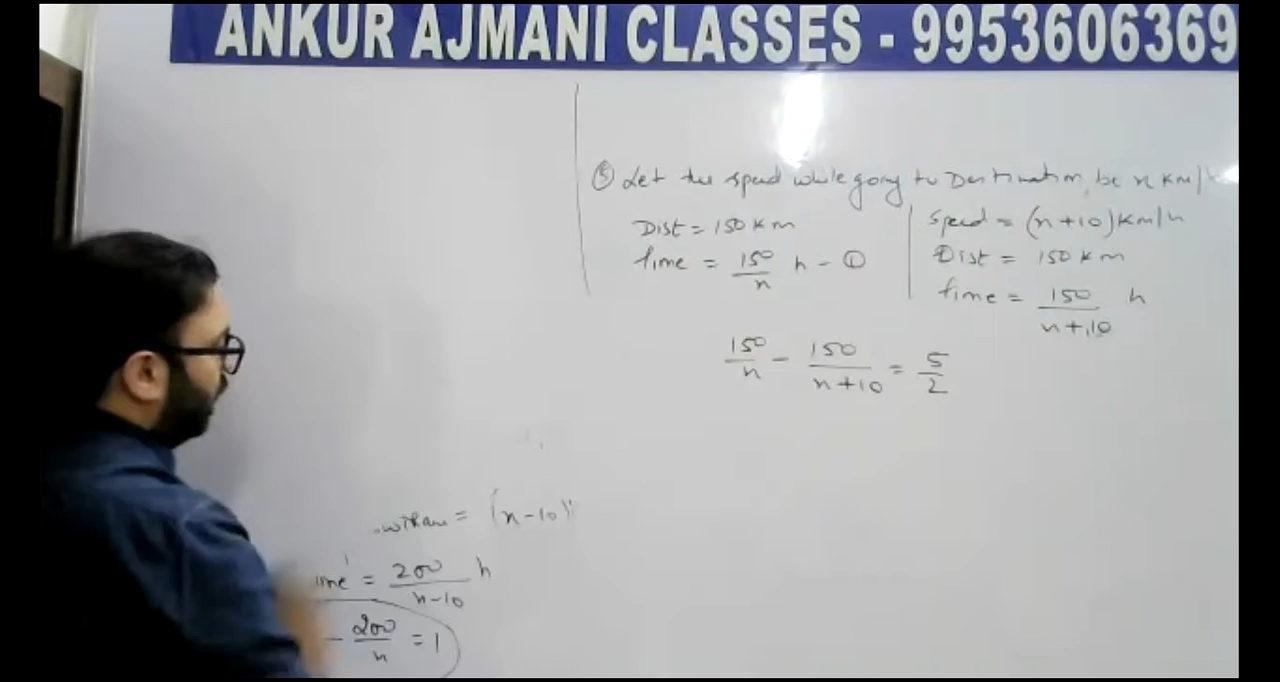 ANKUR AJMANI CLASSES - 9953606369
⑤ Let the speed while going to Destination, be x km/
Dist = 150 km
Time = 150/x h - ①
Speed = (x+10) km/h
Dist = 150 km
Time = 150/x+10 h
150/x - 150/x+10 = 5/2
= (x-10)
ime' = 200/x-10 h
- 200/x = 1